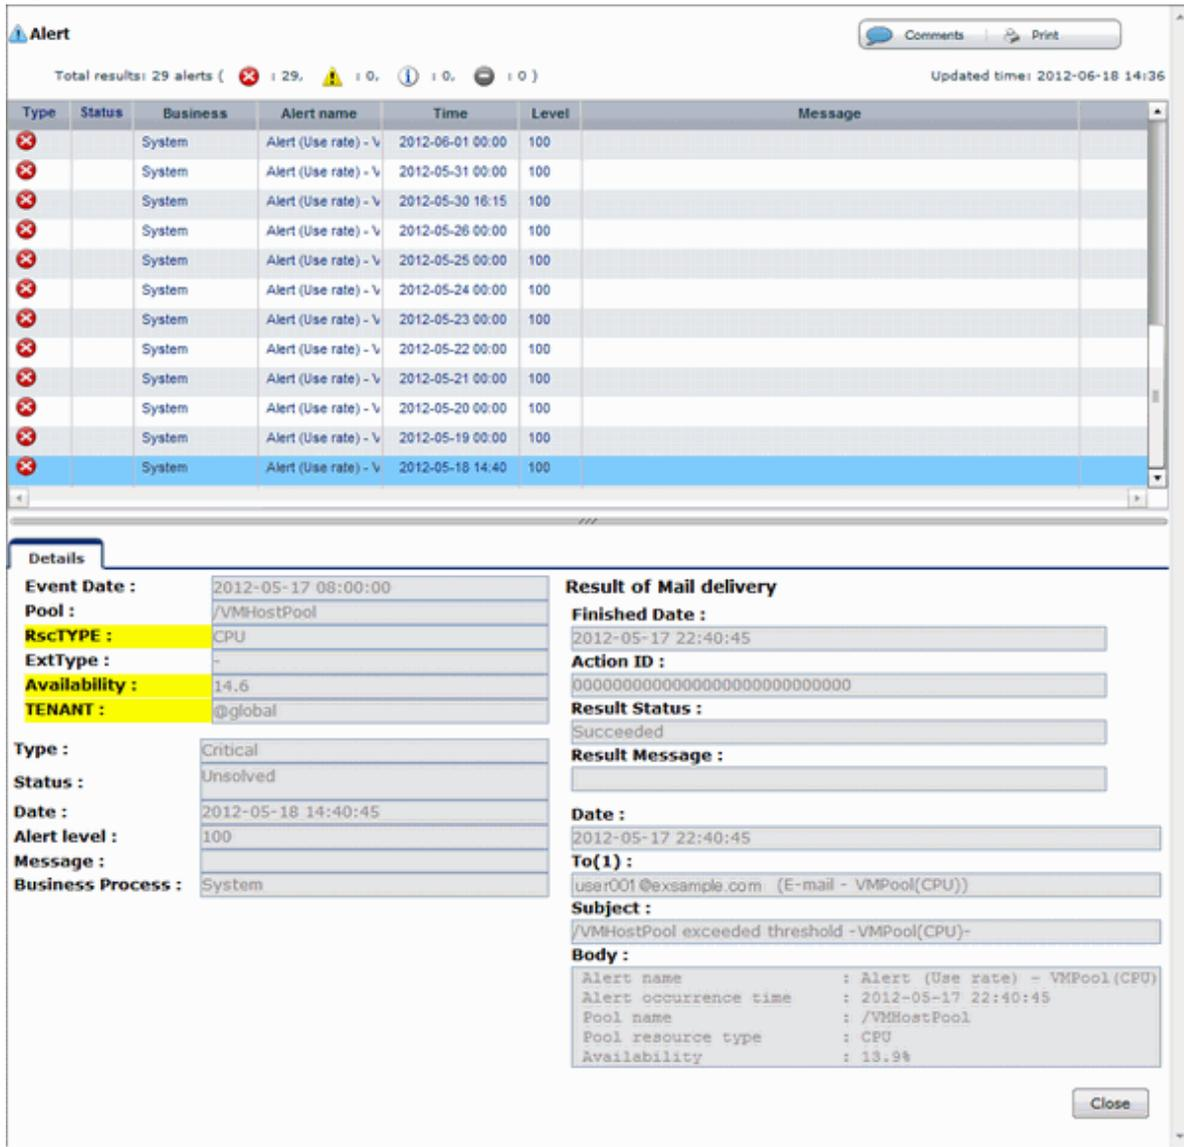 Alert
Comments | Print
Total results: 29 alerts ( : 29, : 0, : 0, : 0 )
Updated time: 2012-06-18 14:36
Type Status Business Alert name Time Level Message
System Alert (Use rate) - V 2012-06-01 00:00 100
System Alert (Use rate) - V 2012-05-31 00:00 100
System Alert (Use rate) - V 2012-05-30 16:15 100
System Alert (Use rate) - V 2012-05-26 00:00 100
System Alert (Use rate) - V 2012-05-25 00:00 100
System Alert (Use rate) - V 2012-05-24 00:00 100
System Alert (Use rate) - V 2012-05-23 00:00 100
System Alert (Use rate) - V 2012-05-22 00:00 100
System Alert (Use rate) - V 2012-05-21 00:00 100
System Alert (Use rate) - V 2012-05-20 00:00 100
System Alert (Use rate) - V 2012-05-19 00:00 100
System Alert (Use rate) - V 2012-05-18 14:40 100
Details
Event Date : 2012-05-17 08:00:00
Pool : /VMHostPool
RscTYPE : CPU
ExtType : -
Availability : 14.6
TENANT : @global
Type : Critical
Status : Unsolved
Date : 2012-05-18 14:40:45
Alert level : 100
Message :
Business Process : System
Result of Mail delivery
Finished Date :
2012-05-17 22:40:45
Action ID :
0000000000000000000000000000
Result Status :
Succeeded
Result Message :
Date :
2012-05-17 22:40:45
To(1) :
user001@exsample.com (E-mail - VMPool(CPU))
Subject :
/VMHostPool exceeded threshold -VMPool(CPU)-
Body :
Alert name : Alert (Use rate) - VMPool(CPU)
Alert occurrence time : 2012-05-17 22:40:45
Pool name : /VMHostPool
Pool resource type : CPU
Availability : 13.9%
Close